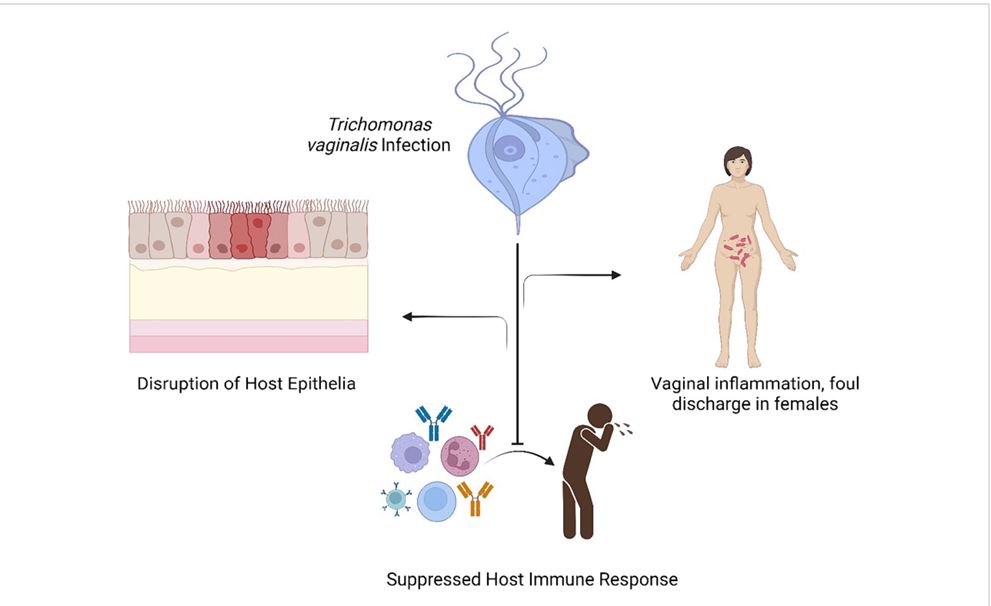 Trichomonas
vaginalis Infection
Disruption of Host Epithelia
Vaginal inflammation, foul
discharge in females
Suppressed Host Immune Response